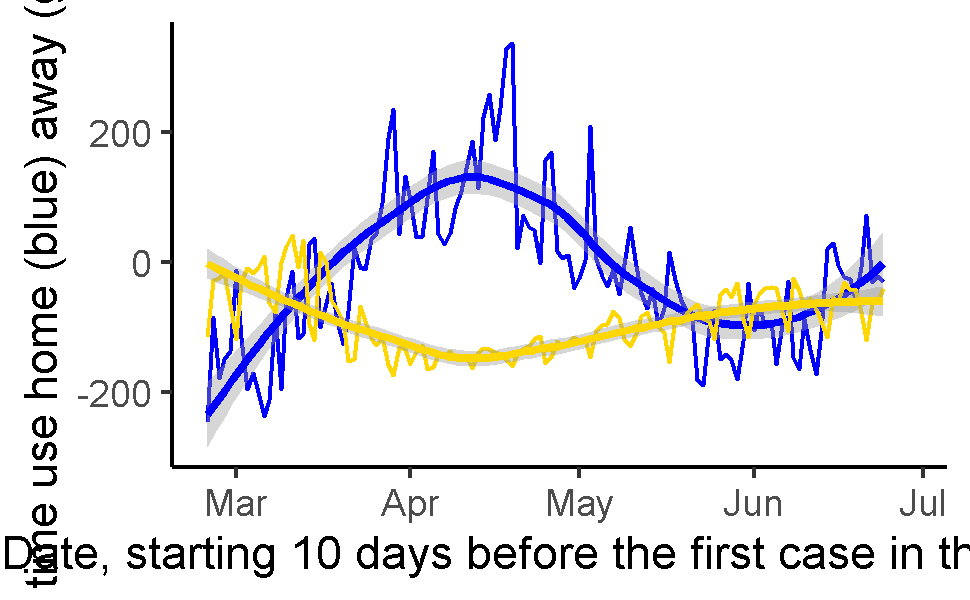 time use home (blue) away (
200
0
-200
Mar
Apr
May
Jun
Jul
Date, starting 10 days before the first case in th